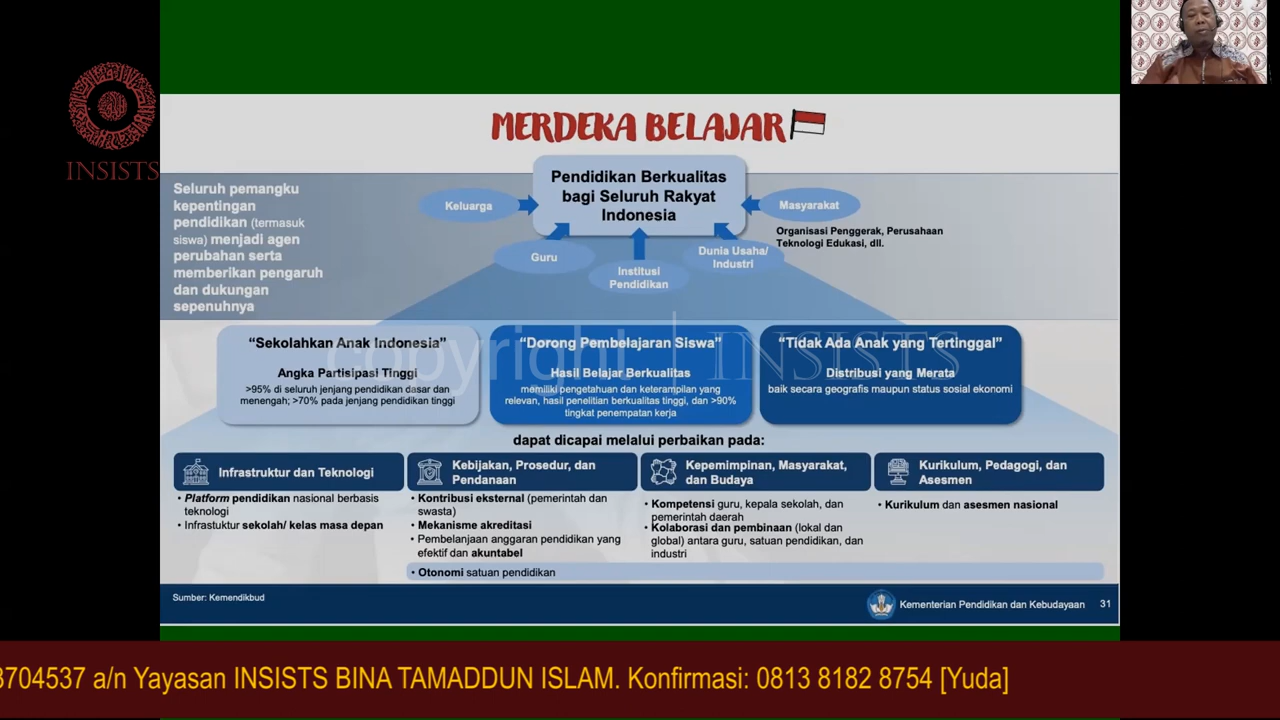 INSISTS
MERDEKA BELAJAR
Pendidikan Berkualitas
bagi Seluruh Rakyat
Indonesia
Seluruh pemangku
kepentingan
pendidikan (termasuk
siswa) menjadi agen
perubahan serta
memberikan pengaruh
dan dukungan
sepenuhnya
Keluarga
Guru
Institusi
Pendidikan
Dunia Usaha/
Industri
Masyarakat
Organisasi Penggerak, Perusahaan
Teknologi Edukasi, dll.
copyright | INSISTS
“Sekolahkan Anak Indonesia”
Angka Partisipasi Tinggi
>95% di seluruh jenjang pendidikan dasar dan
menengah; >70% pada jenjang pendidikan tinggi
“Dorong Pembelajaran Siswa”
Hasil Belajar Berkualitas
memiliki pengetahuan dan keterampilan yang
relevan, hasil penelitian berkualitas tinggi, dan >90%
tingkat penempatan kerja
“Tidak Ada Anak yang Tertinggal”
Distribusi yang Merata
baik secara geografis maupun status sosial ekonomi
dapat dicapai melalui perbaikan pada:
Infrastruktur dan Teknologi
• Platform pendidikan nasional berbasis
teknologi
• Infrastuktur sekolah/ kelas masa depan
Kebijakan, Prosedur, dan
Pendanaan
• Kontribusi eksternal (pemerintah dan
swasta)
• Mekanisme akreditasi
• Pembelanjaan anggaran pendidikan yang
efektif dan akuntabel
Kepemimpinan, Masyarakat,
dan Budaya
• Kompetensi guru, kepala sekolah, dan
pemerintah daerah
• Kolaborasi dan pembinaan (lokal dan
global) antara guru, satuan pendidikan, dan
industri
Kurikulum, Pedagogi, dan
Asesmen
• Kurikulum dan asesmen nasional
• Otonomi satuan pendidikan
Sumber: Kemendikbud
Kementerian Pendidikan dan Kebudayaan 31
3704537 a/n Yayasan INSISTS BINA TAMADDUN ISLAM. Konfirmasi: 0813 8182 8754 [Yuda]